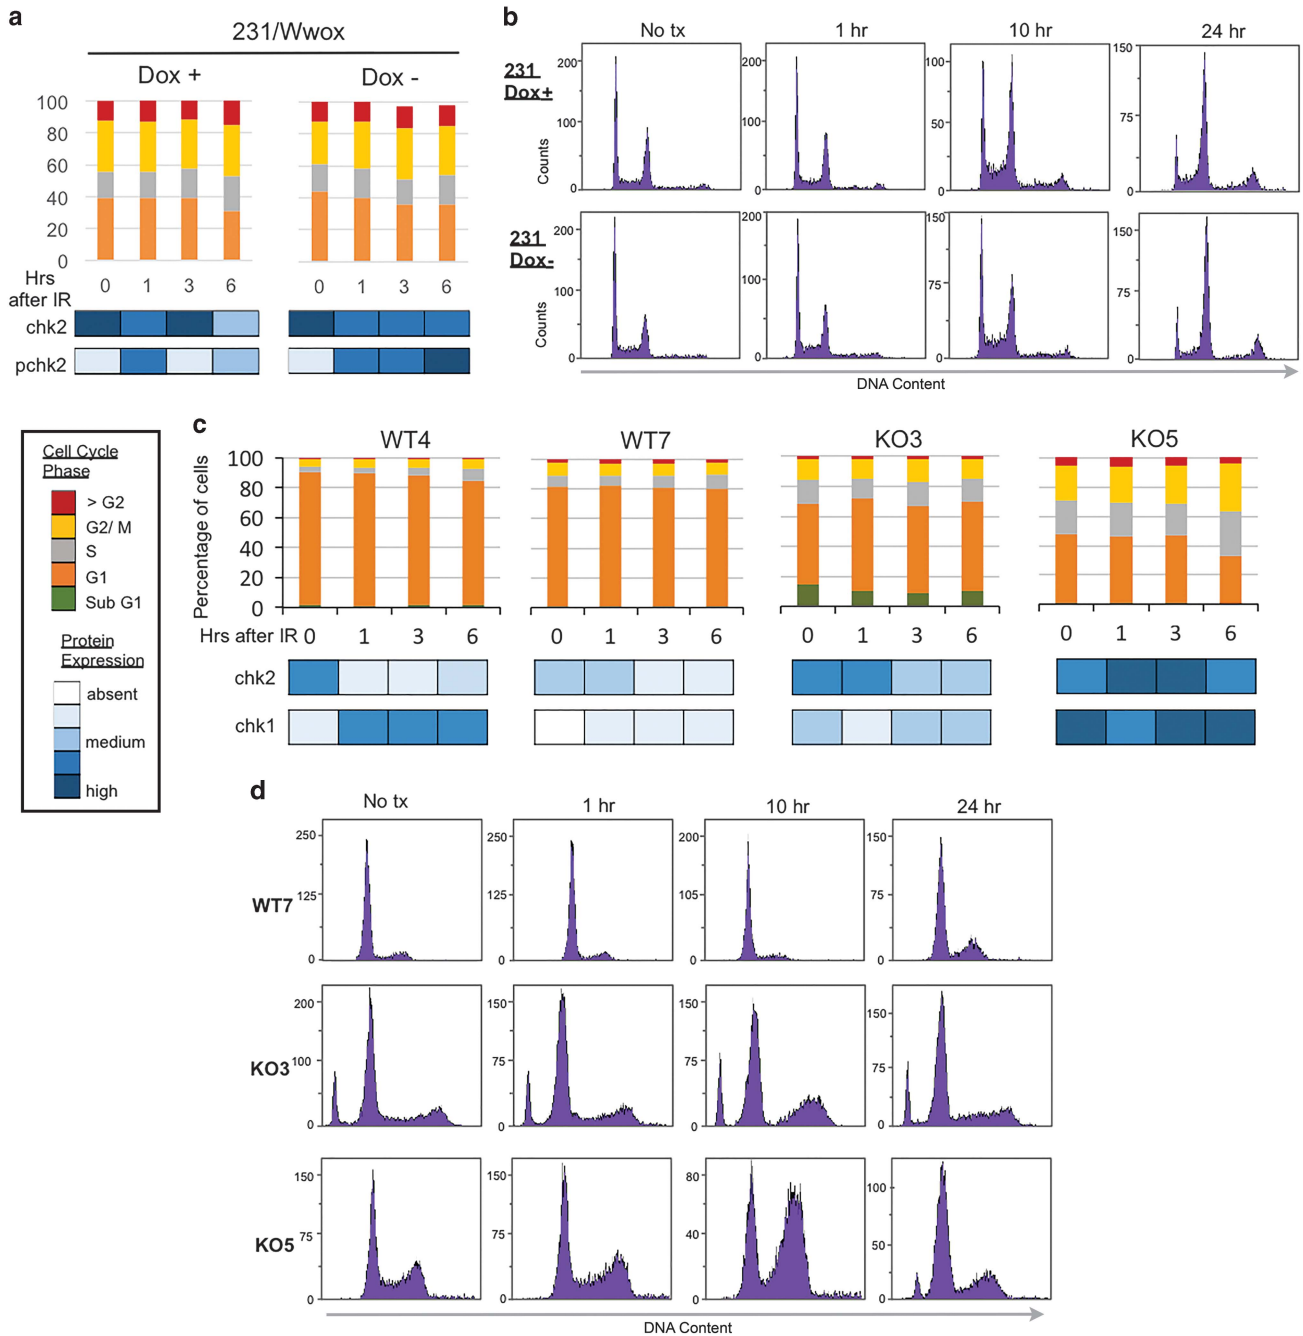 a
231/Wwox
Dox + Dox -
100
80
60
40
20
0
Hrs after IR 0 1 3 6 0 1 3 6
chk2
pchk2
b
No tx 1 hr 10 hr 24 hr
231 Dox+
Counts
200 100 0
200 100 0
100 50 0
150 75 0
231 Dox-
Counts
200 100 0
200 100 0
150 75 0
150 75 0
DNA Content
Cell Cycle Phase
> G2
G2/ M
S
G1
Sub G1
Protein Expression
absent
medium
high
c
WT4 WT7 KO3 KO5
Percentage of cells
100
80
60
40
20
0
Hrs after IR 0 1 3 6 0 1 3 6 0 1 3 6 0 1 3 6
chk2
chk1
d
No tx 1 hr 10 hr 24 hr
WT7
250 125 0
250 125 0
200 105 0
150 75 0
KO3
200 100 0
150 75 0
150 75 0
150 75 0
KO5
150 75 0
150 75 0
80 40 0
100 50 0
DNA Content